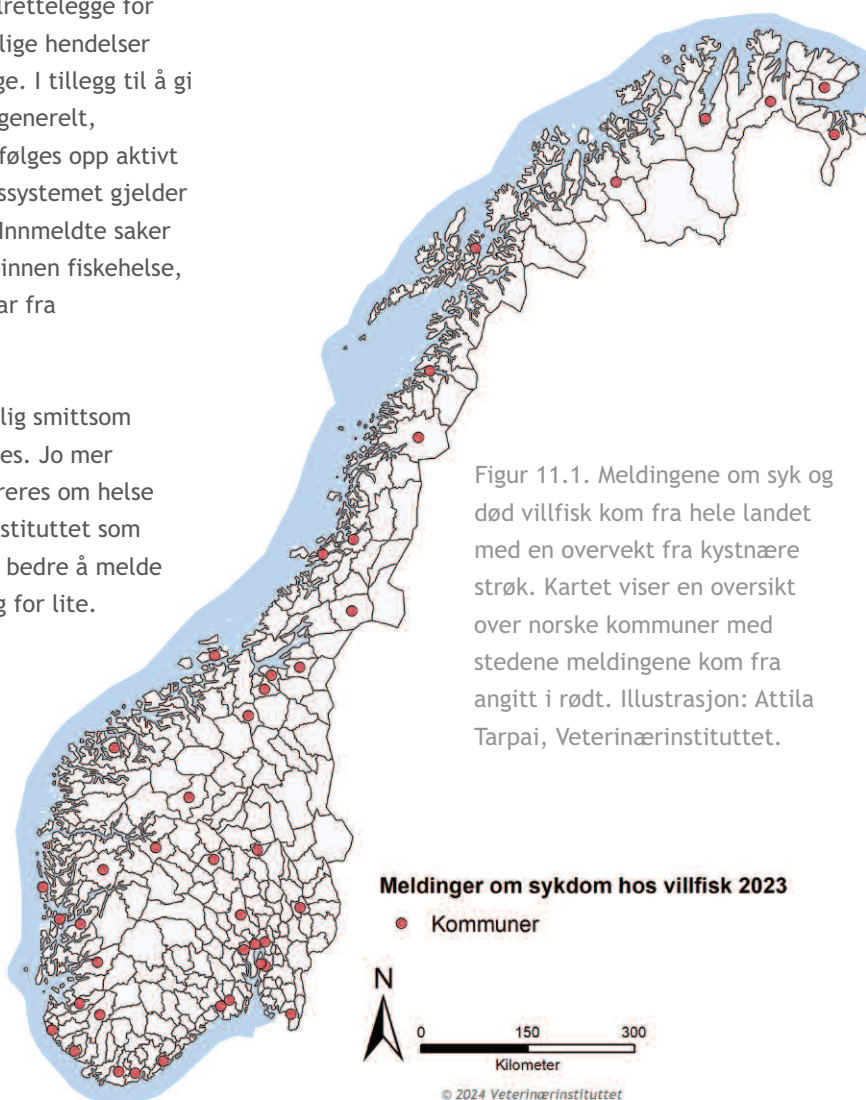 lrettelegge for
lige hendelser
ge. I tillegg til å gi
generelt,
følges opp aktivt
ssystemet gjelder
Innmeldte saker
innen fiskehelse,
ar fra
lig smittsom
es. Jo mer
reres om helse
stituttet som
bedre å melde
g for lite.
Figur 11.1. Meldingene om syk og
død villfisk kom fra hele landet
med en overvekt fra kystnære
strøk. Kartet viser en oversikt
over norske kommuner med
stedene meldingene kom fra
angitt i rødt. Illustrasjon: Attila
Tarpai, Veterinærinstituttet.
Meldinger om sykdom hos villfisk 2023
Kommuner
N
0 150 300
Kilometer
© 2024 Veterinærinstituttet